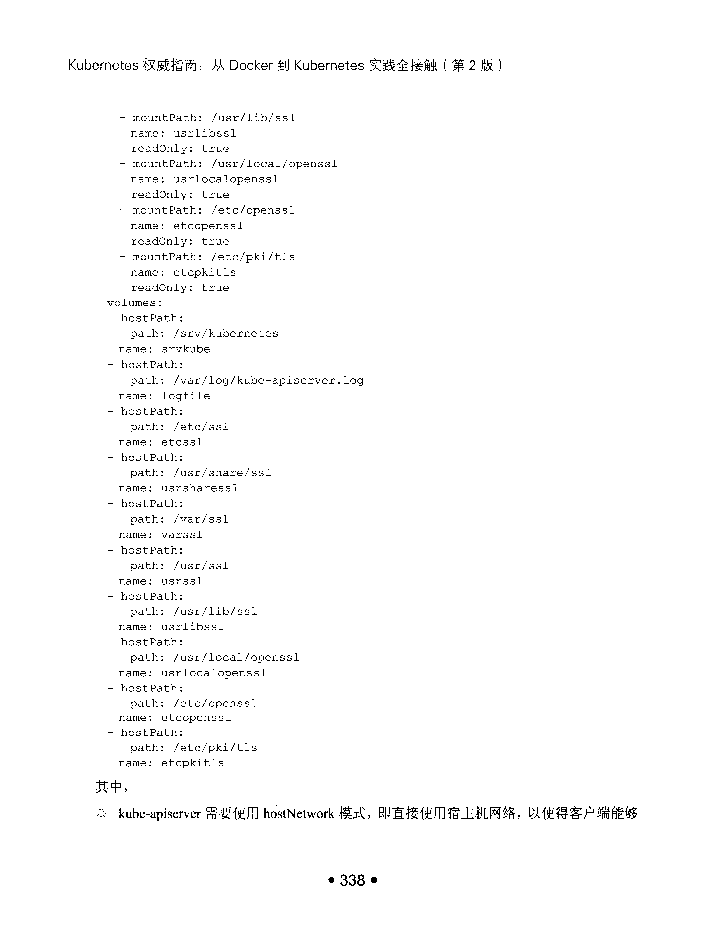 Kubernetes 权威指南：从 Docker 到 Kubernetes 实践全接触（第 2 版）
- mountPath: /usr/lib/ssl
name: usrlibssl
readOnly: true
- mountPath: /usr/local/openssl
name: usrlocalopenssl
readOnly: true
- mountPath: /etc/openssl
name: etcopenssl
readOnly: true
- mountPath: /etc/pki/tls
name: etcpkitls
readOnly: true
volumes:
hostPath:
path: /srv/kubernetes
name: srvkube
- hostPath:
path: /var/log/kube-apiserver.log
name: logfile
- hostPath:
path: /etc/ssl
name: etcssl
- hostPath:
path: /usr/share/ssl
name: usrsharessl
- hostPath:
path: /var/ssl
name: varssl
- hostPath:
path: /usr/ssl
name: usrssl
- hostPath:
path: /usr/lib/ssl
name: usrlibssl
hostPath:
path: /usr/local/openssl
name: usrlocalopenssl
- hostPath:
path: /etc/openssl
name: etcopenssl
- hostPath:
path: /etc/pki/tls
name: etcpkitls
其中，
kube-apiserver 需要使用 hostNetwork 模式，即直接使用宿主机网络，以使得客户端能够
• 338 •